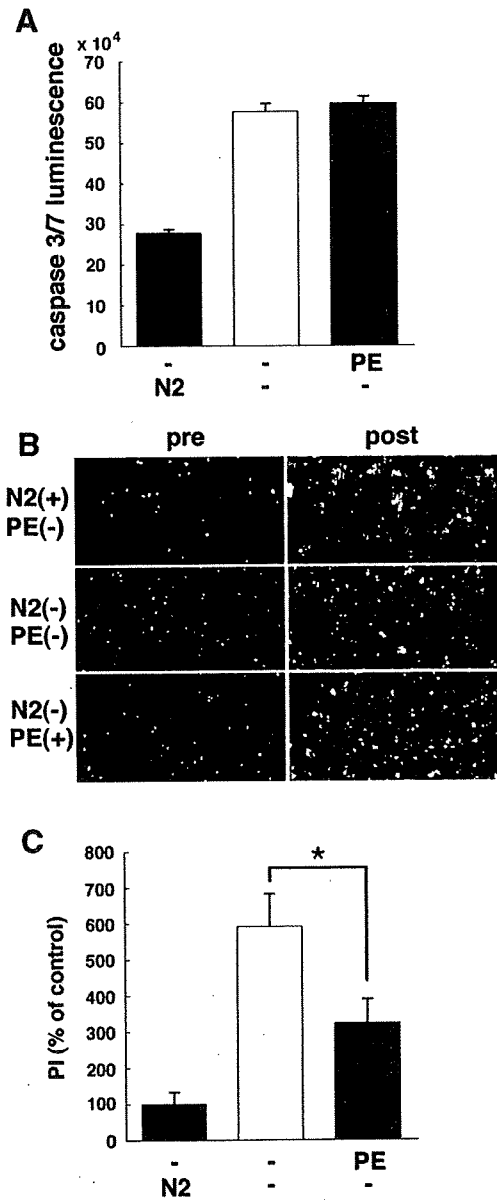 A
x 10⁴
caspase 3/7 luminescence
70
60
50
40
30
20
10
0
- - PE
N2 - -
B
pre post
N2(+)
PE(-)
N2(-)
PE(-)
N2(-)
PE(+)
C
PI (% of control)
800
700
600
500
400
300
200
100
0
*
- - PE
N2 - -